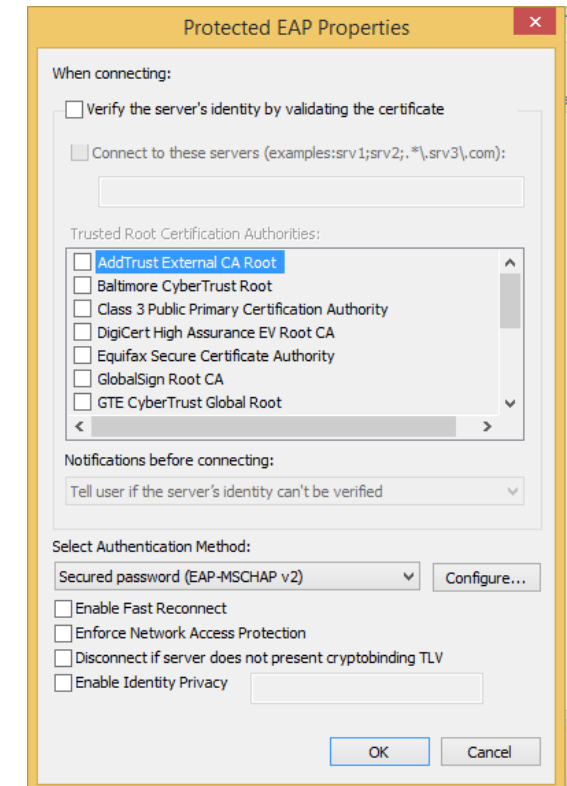 Protected EAP Properties
When connecting:
Verify the server's identity by validating the certificate
Connect to these servers (examples:srv1;srv2;.*\.srv3\.com):
Trusted Root Certification Authorities:
AddTrust External CA Root
Baltimore CyberTrust Root
Class 3 Public Primary Certification Authority
DigiCert High Assurance EV Root CA
Equifax Secure Certificate Authority
GlobalSign Root CA
GTE CyberTrust Global Root
Notifications before connecting:
Tell user if the server's identity can't be verified
Select Authentication Method:
Secured password (EAP-MSCHAP v2) Configure...
Enable Fast Reconnect
Enforce Network Access Protection
Disconnect if server does not present cryptobinding TLV
Enable Identity Privacy
OK Cancel